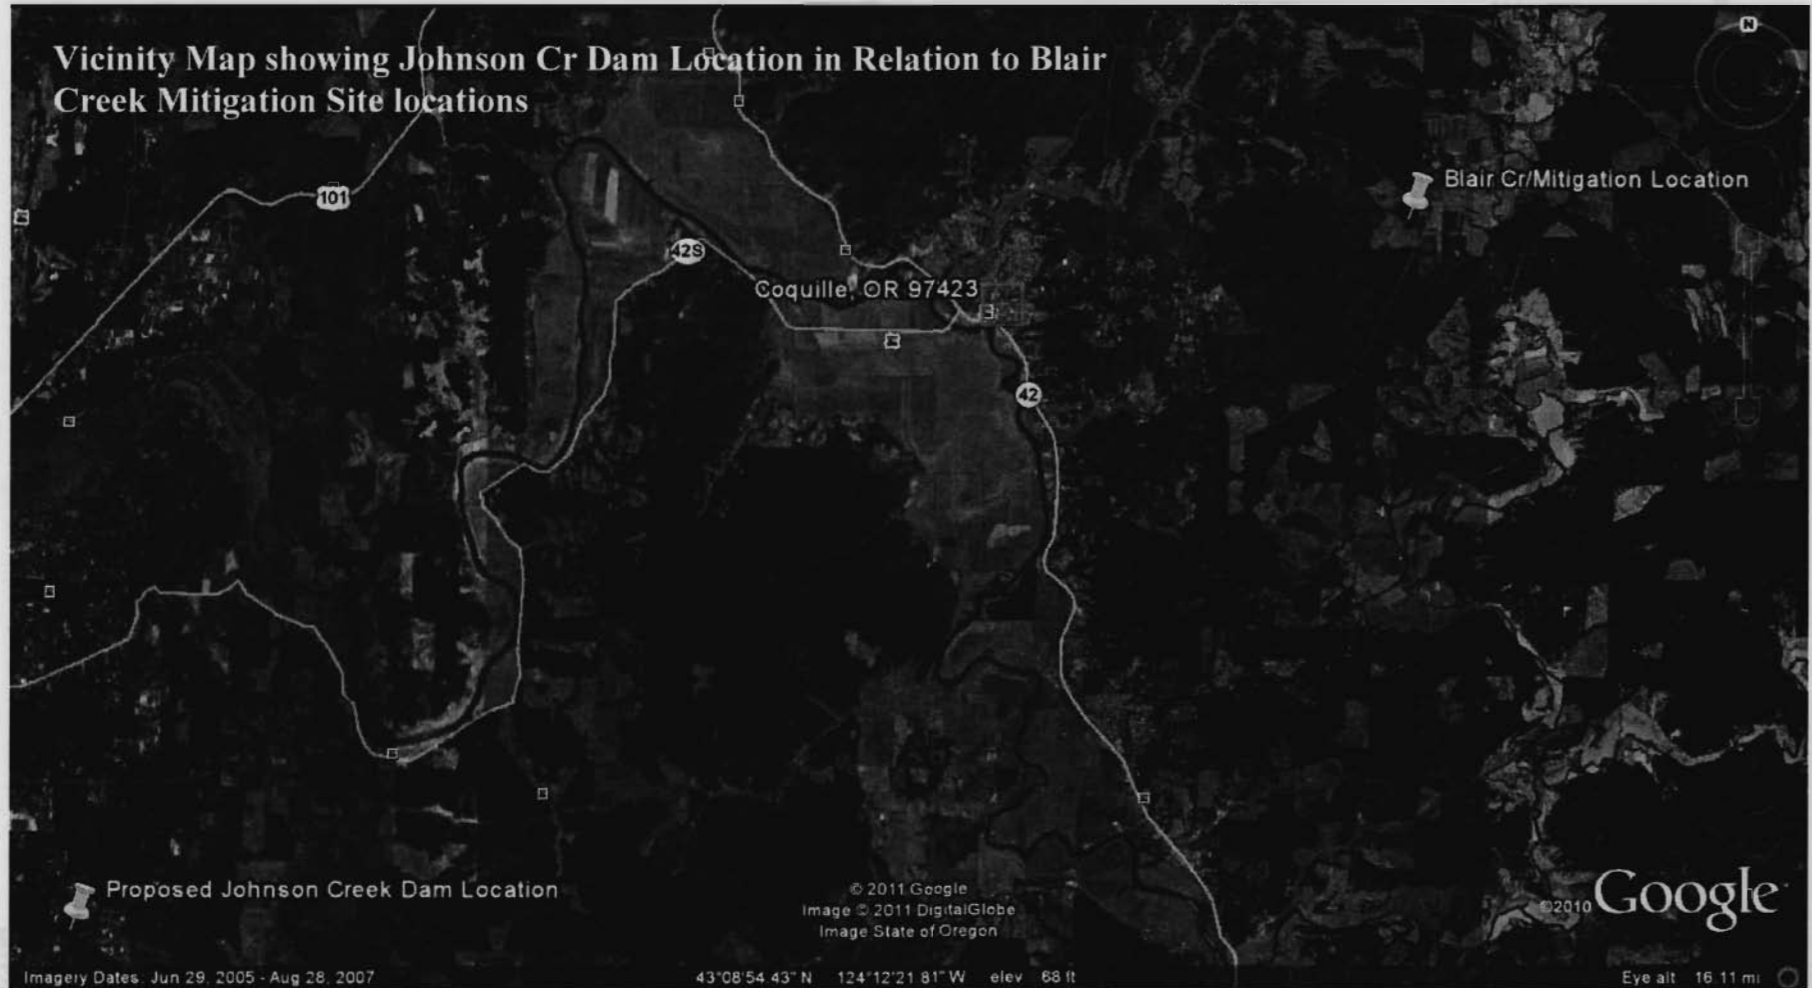 Vicinity Map showing Johnson Cr Dam Location in Relation to Blair
Creek Mitigation Site locations
N
101
Blair Cr/Mitigation Location
42S
Coquille, OR 97423
42
Proposed Johnson Creek Dam Location
© 2011 Google
Image © 2011 DigitalGlobe
Image State of Oregon
©2010 Google
Imagery Dates: Jun 29, 2005 - Aug 28, 2007
43°08'54.43" N 124°12'21.81" W elev 68 ft
Eye alt 16.11 mi